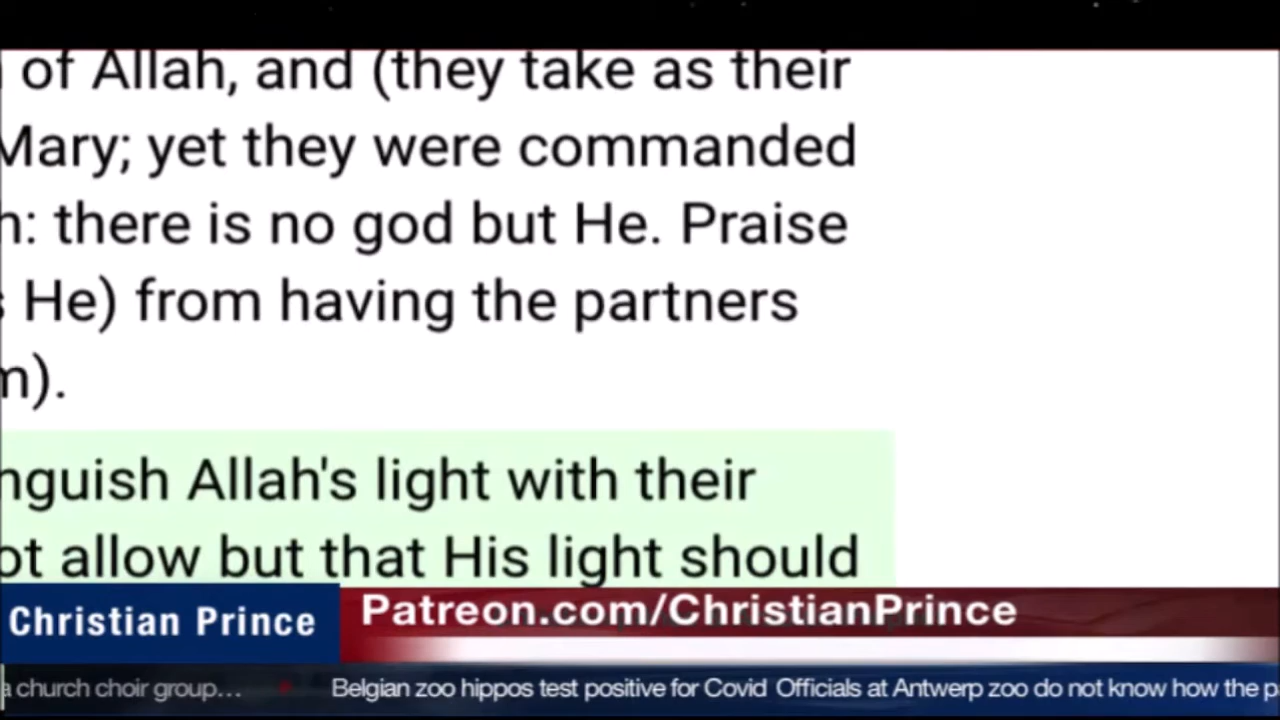 of Allah, and (they take as their
Mary; yet they were commanded
there is no god but He. Praise
He) from having the partners
m).
nguish Allah's light with their
ot allow but that His light should
Christian Prince
Patreon.com/ChristianPrince
a church choir group...
Belgian zoo hippos test positive for Covid Officials at Antwerp zoo do not know how the p